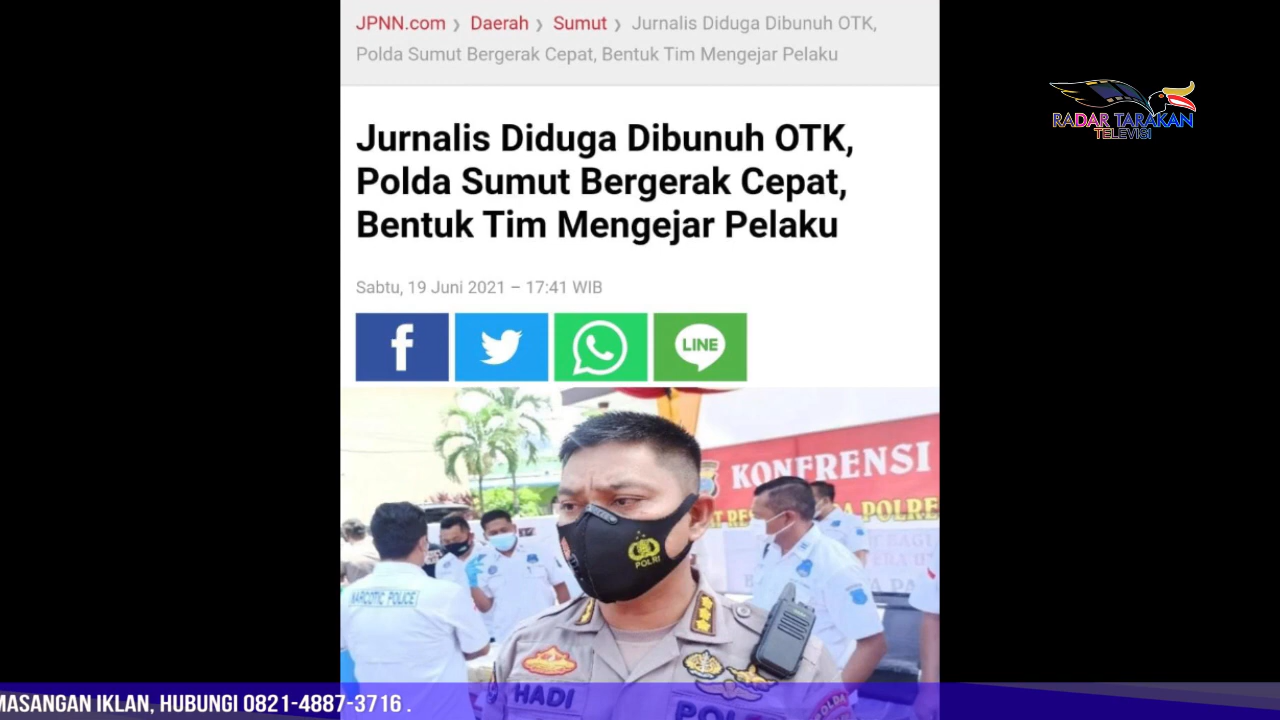 JPNN.com › Daerah › Sumut › Jurnalis Diduga Dibunuh OTK,
Polda Sumut Bergerak Cepat, Bentuk Tim Mengejar Pelaku
RADAR TARAKAN
TELEVISI
Jurnalis Diduga Dibunuh OTK,
Polda Sumut Bergerak Cepat,
Bentuk Tim Mengejar Pelaku
Sabtu, 19 Juni 2021 – 17:41 WIB
LINE
KONFRENSI
POLRE
POLRI
NARCOTIC POLICE
HADI
MASANGAN IKLAN, HUBUNGI 0821-4887-3716 .